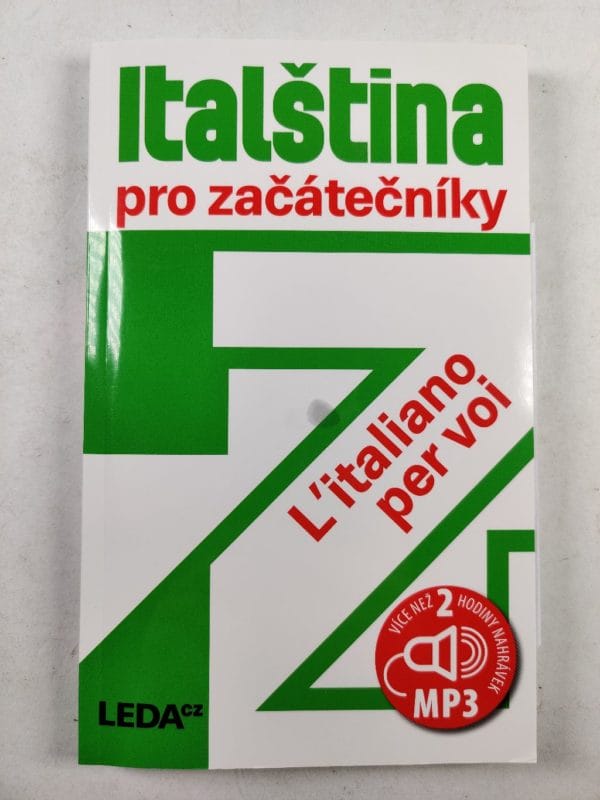 Italština
pro začátečníky
L'italiano
per voi
VÍCE NEŽ 2 HODINY NAHRÁVEK
MP3
LEDAcz